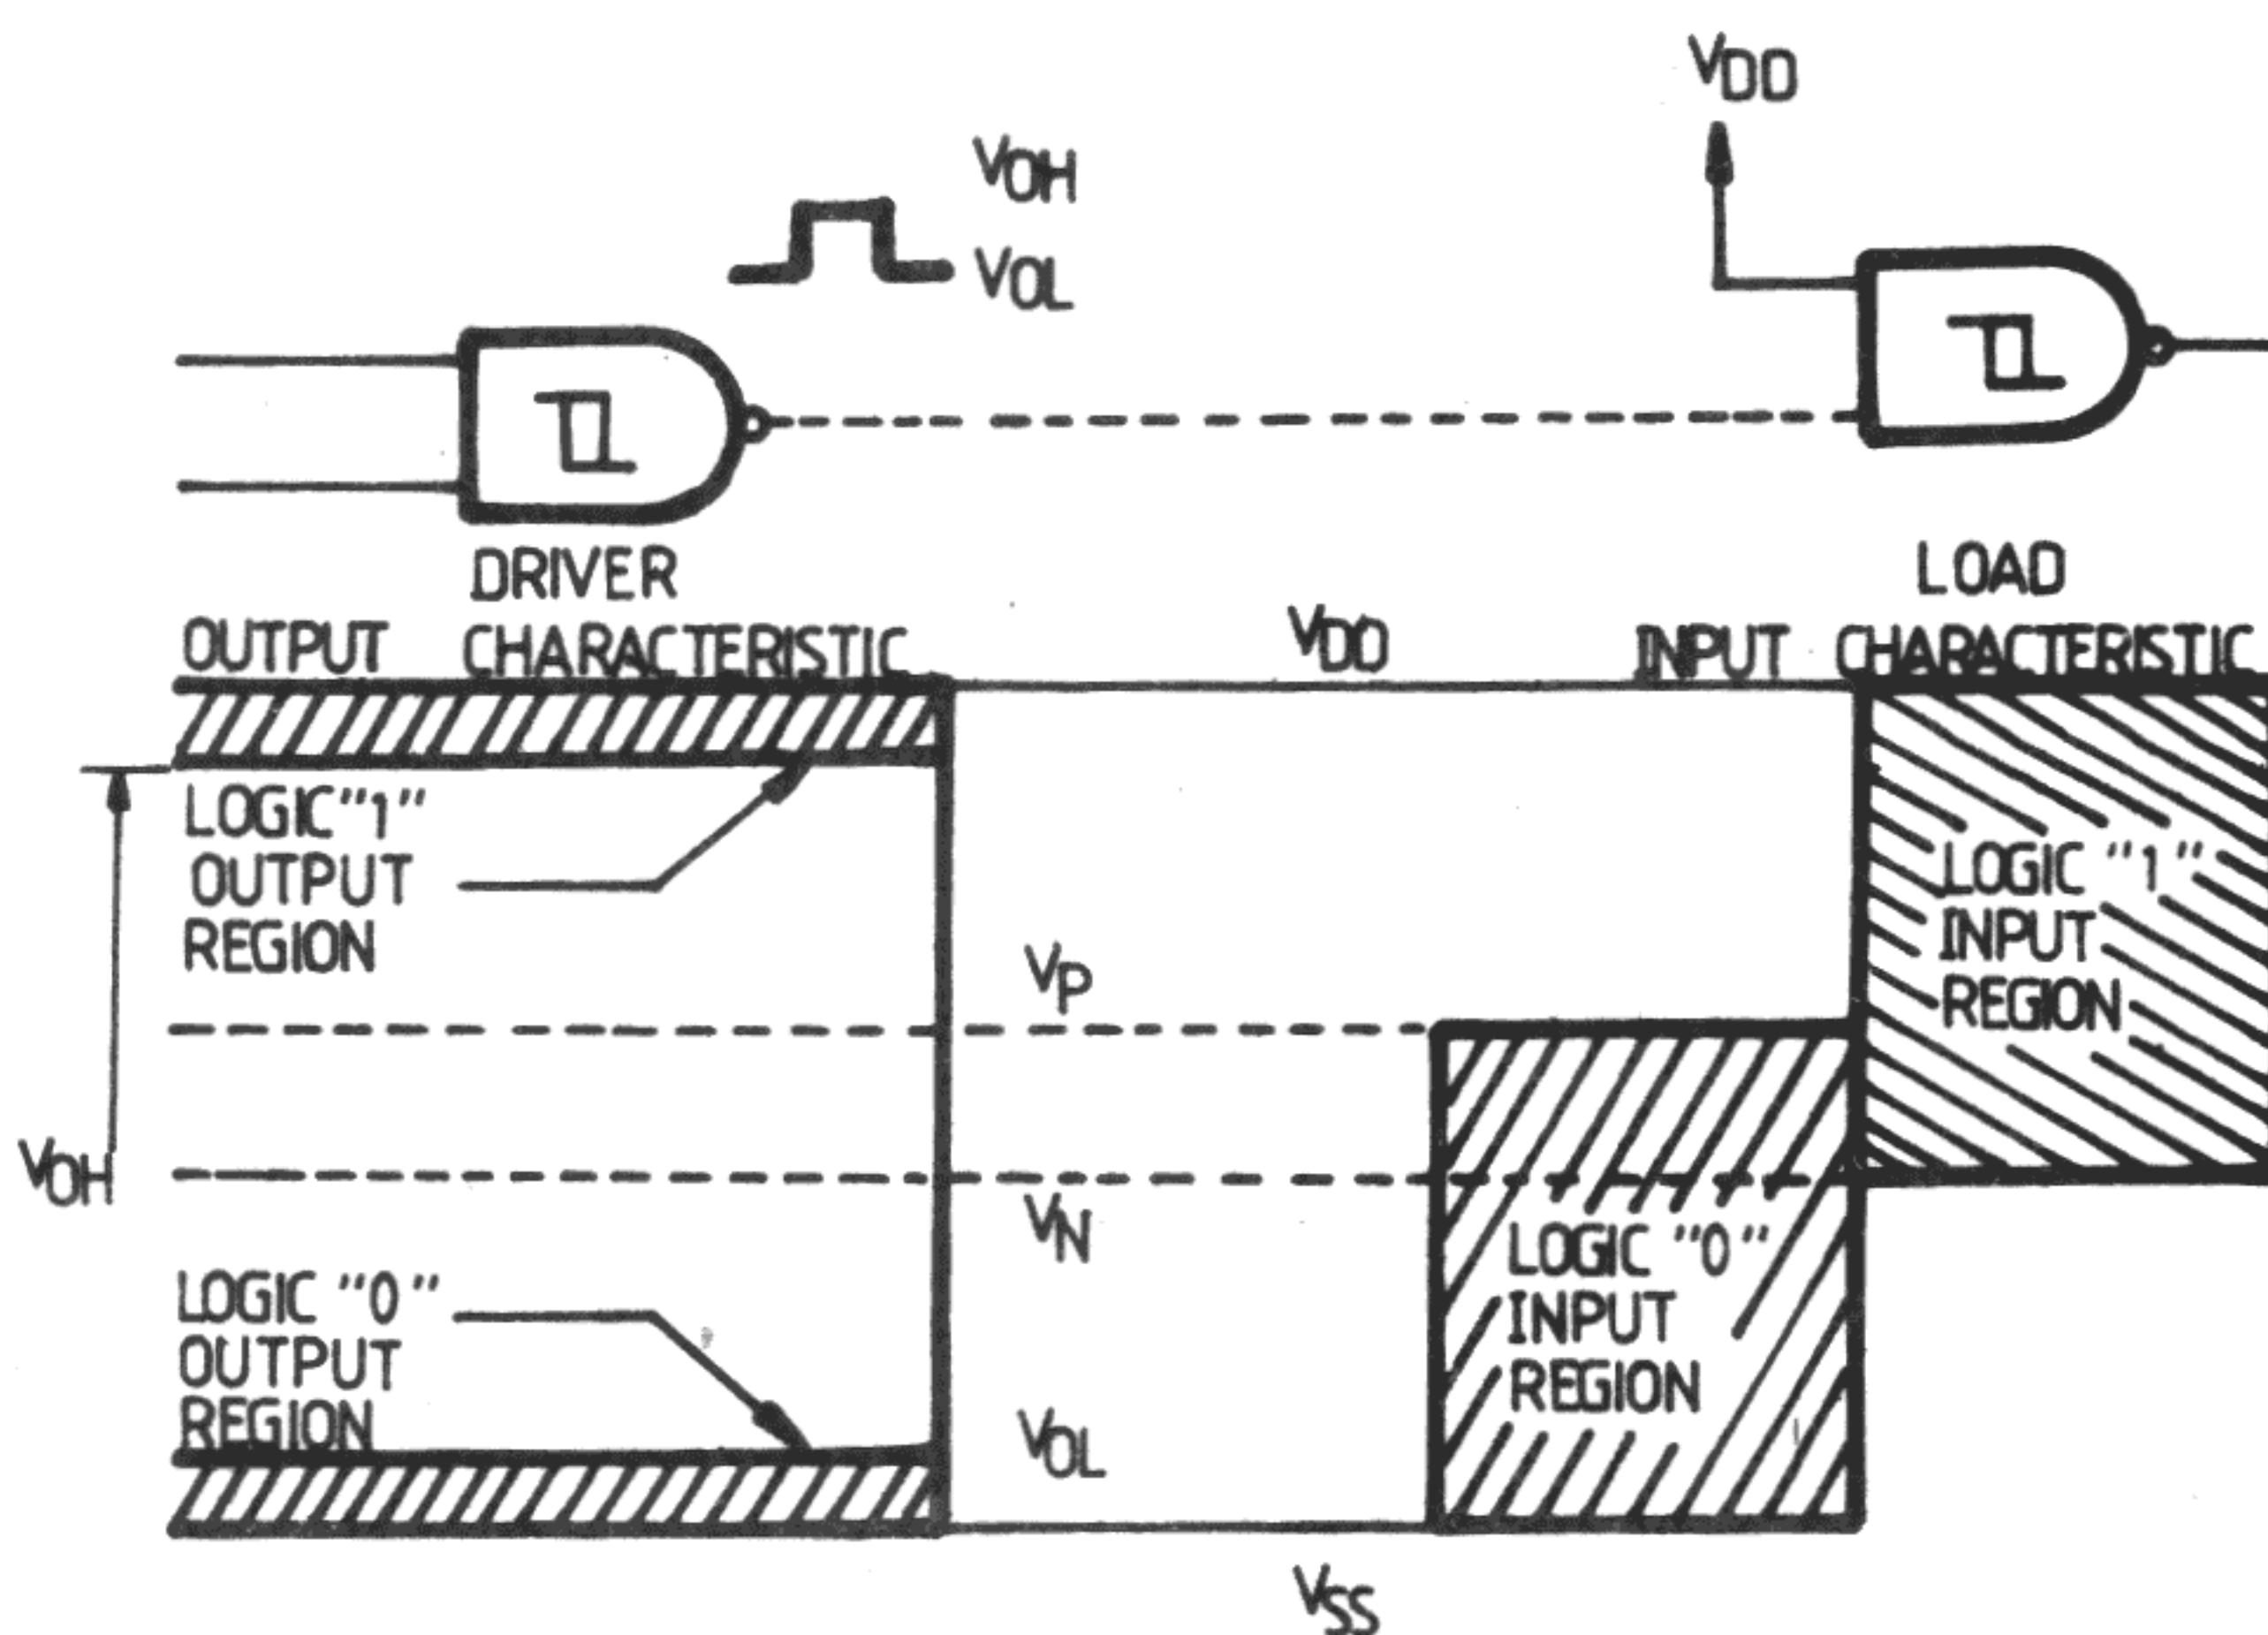 VDD
VOH
VOL
DRIVER
LOAD
OUTPUT CHARACTERISTIC
VDD
INPUT CHARACTERISTIC
LOGIC "1"
OUTPUT
REGION
LOGIC "1"
INPUT
REGION
VP
VOH
VN
LOGIC "0"
OUTPUT
REGION
LOGIC "0"
INPUT
REGION
VOL
VSS